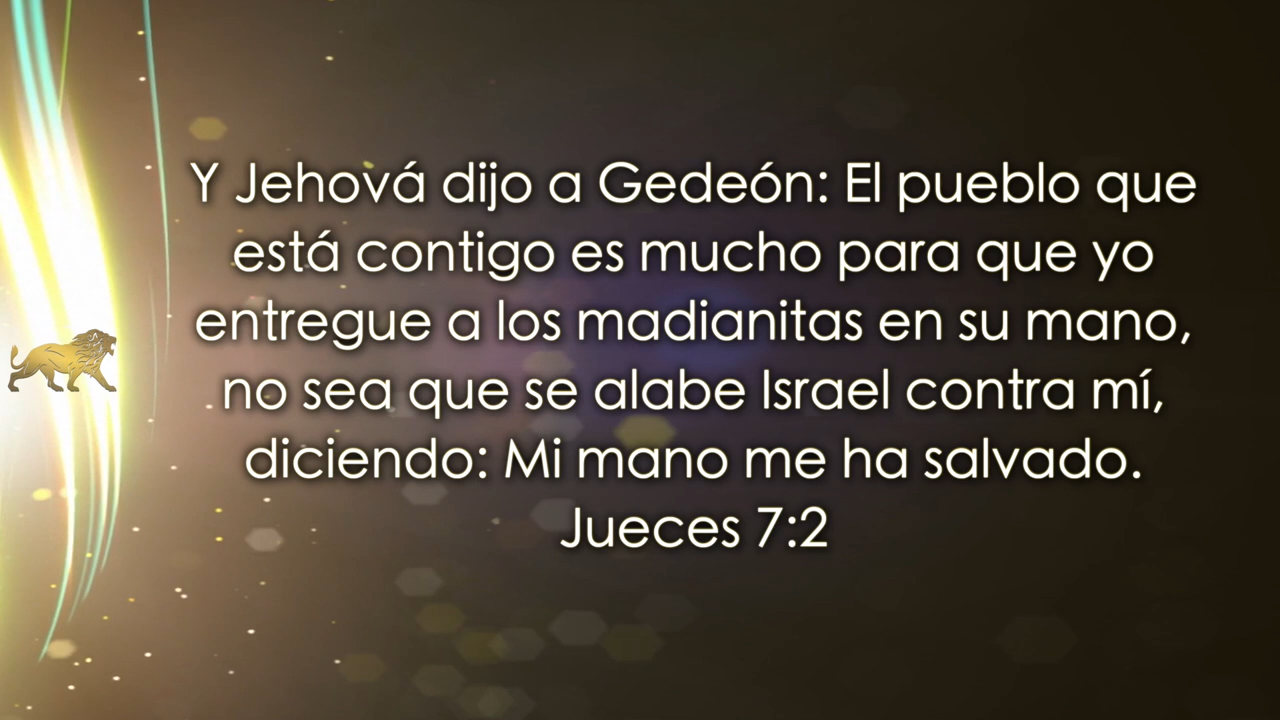 Y Jehová dijo a Gedeón: El pueblo que
está contigo es mucho para que yo
entregue a los madianitas en su mano,
no sea que se alabe Israel contra mí,
diciendo: Mi mano me ha salvado.
Jueces 7:2